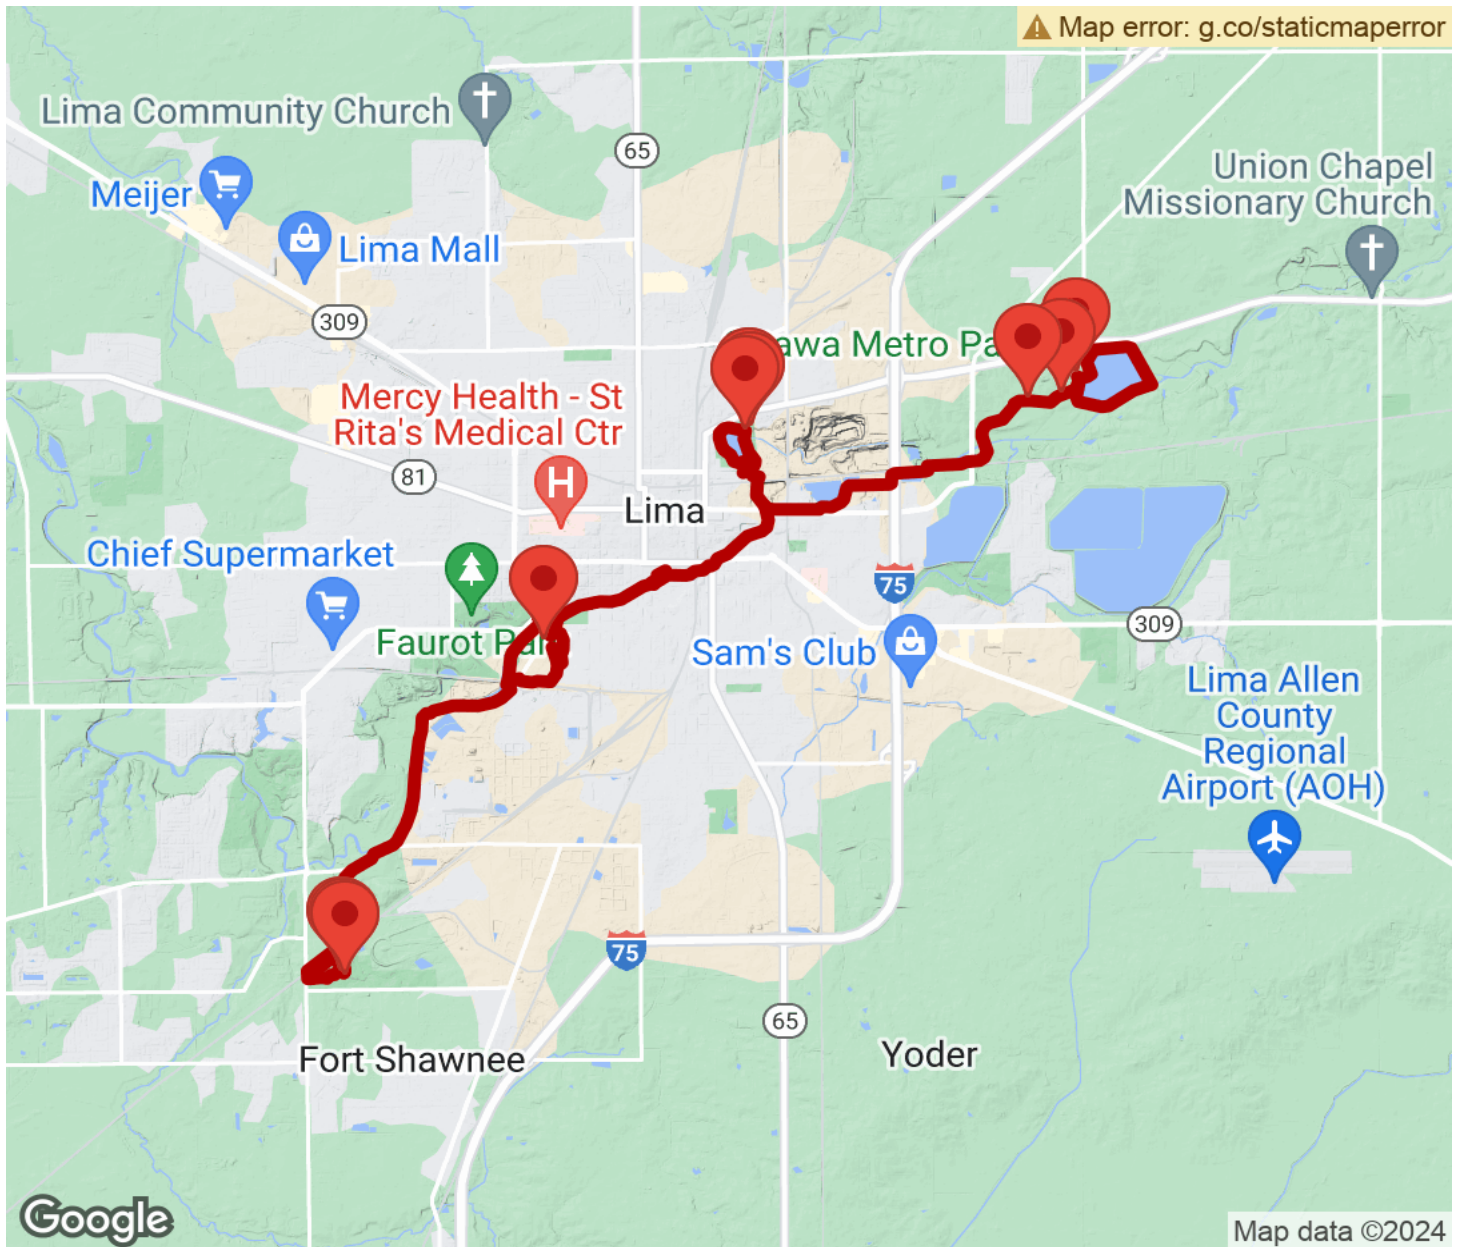 Map error: g.co/staticmaperror
Lima Community Church
65
Union Chapel
Missionary Church
Meijer
Lima Mall
309
awa Metro Pa
Mercy Health - St
Rita's Medical Ctr
81
H
Lima
Chief Supermarket
75
309
Faurot Pa
Sam's Club
Lima Allen
County
Regional
Airport (AOH)
75
65
Fort Shawnee
Yoder
Google
Map data ©2024